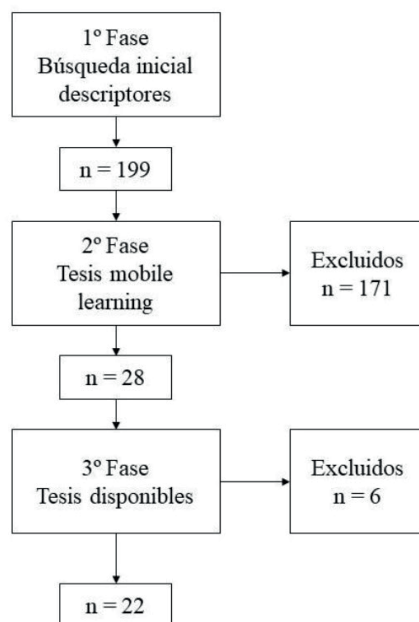 1º Fase
Búsqueda inicial
descriptores
n = 199
2º Fase
Tesis mobile
learning
Excluidos
n = 171
n = 28
3º Fase
Tesis disponibles
Excluidos
n = 6
n = 22